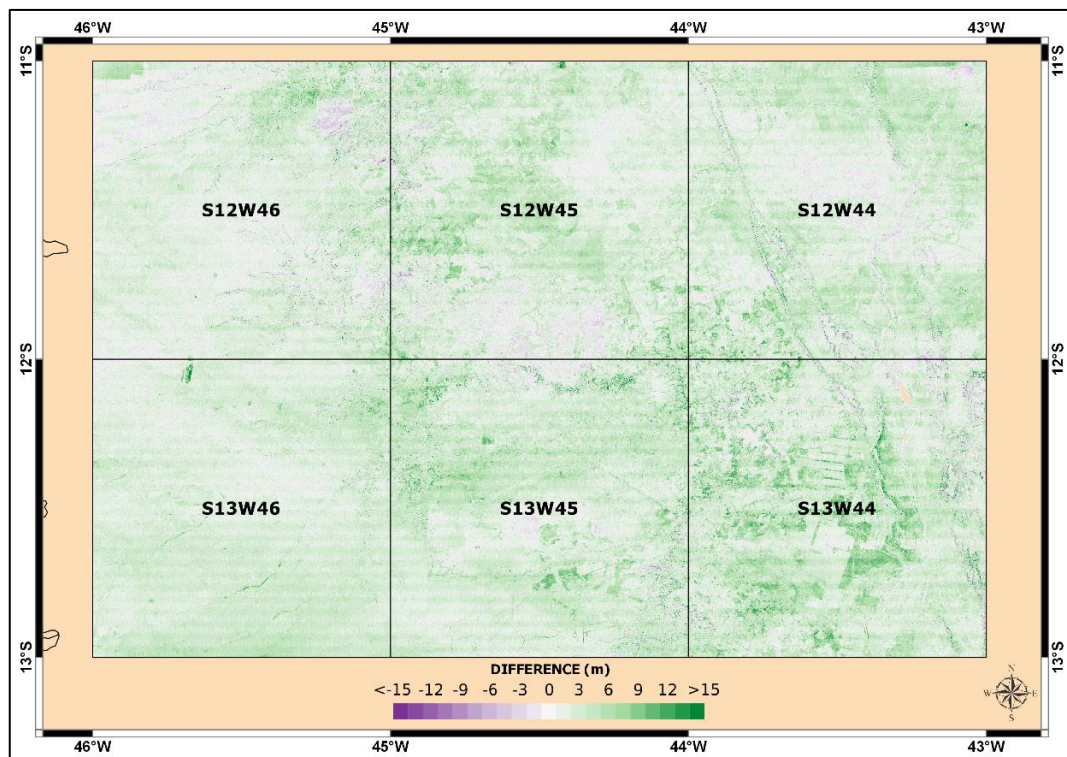 46°W 45°W 44°W 43°W
11°S 11°S
S12W46 S12W45 S12W44
12°S 12°S
S13W46 S13W45 S13W44
13°S 13°S
DIFFERENCE (m)
<-15 -12 -9 -6 -3 0 3 6 9 12 >15
N
W E
S
46°W 45°W 44°W 43°W